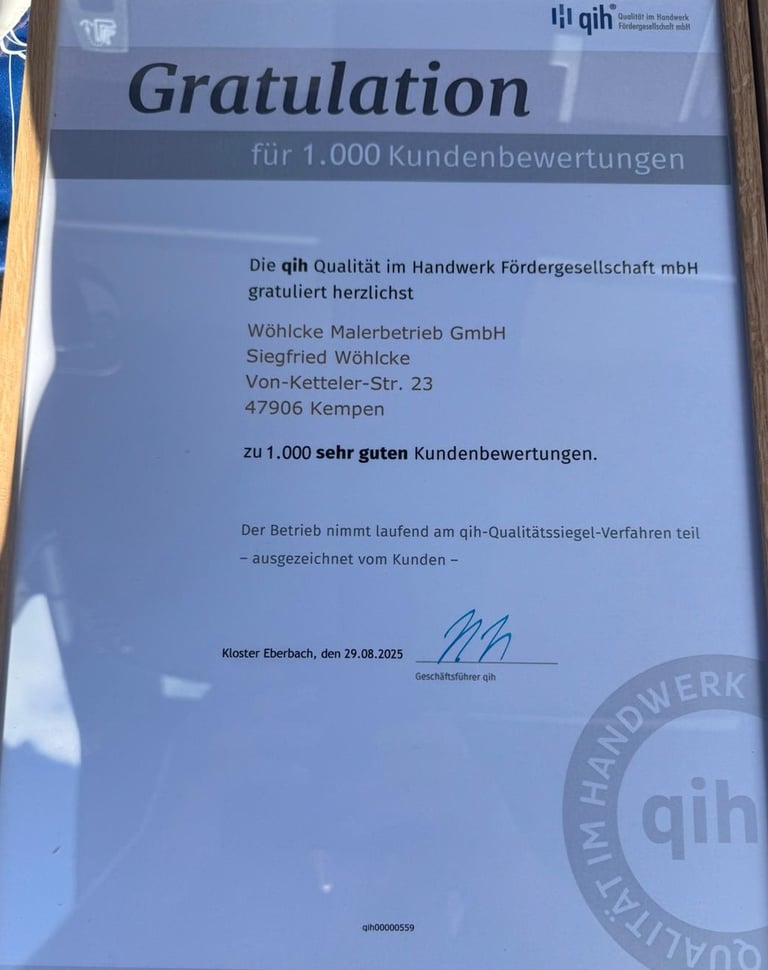 qih® Qualität im Handwerk
Fördergesellschaft mbH
Gratulation
für 1.000 Kundenbewertungen
Die qih Qualität im Handwerk Fördergesellschaft mbH
gratuliert herzlichst
Wöhlcke Malerbetrieb GmbH
Siegfried Wöhlcke
Von-Ketteler-Str. 23
47906 Kempen
zu 1.000 sehr guten Kundenbewertungen.
Der Betrieb nimmt laufend am qih-Qualitätssiegel-Verfahren teil
– ausgezeichnet vom Kunden –
Kloster Eberbach, den 29.08.2025
Geschäftsführer qih
QUALITÄT IM HANDWERK
qih
qih00000559